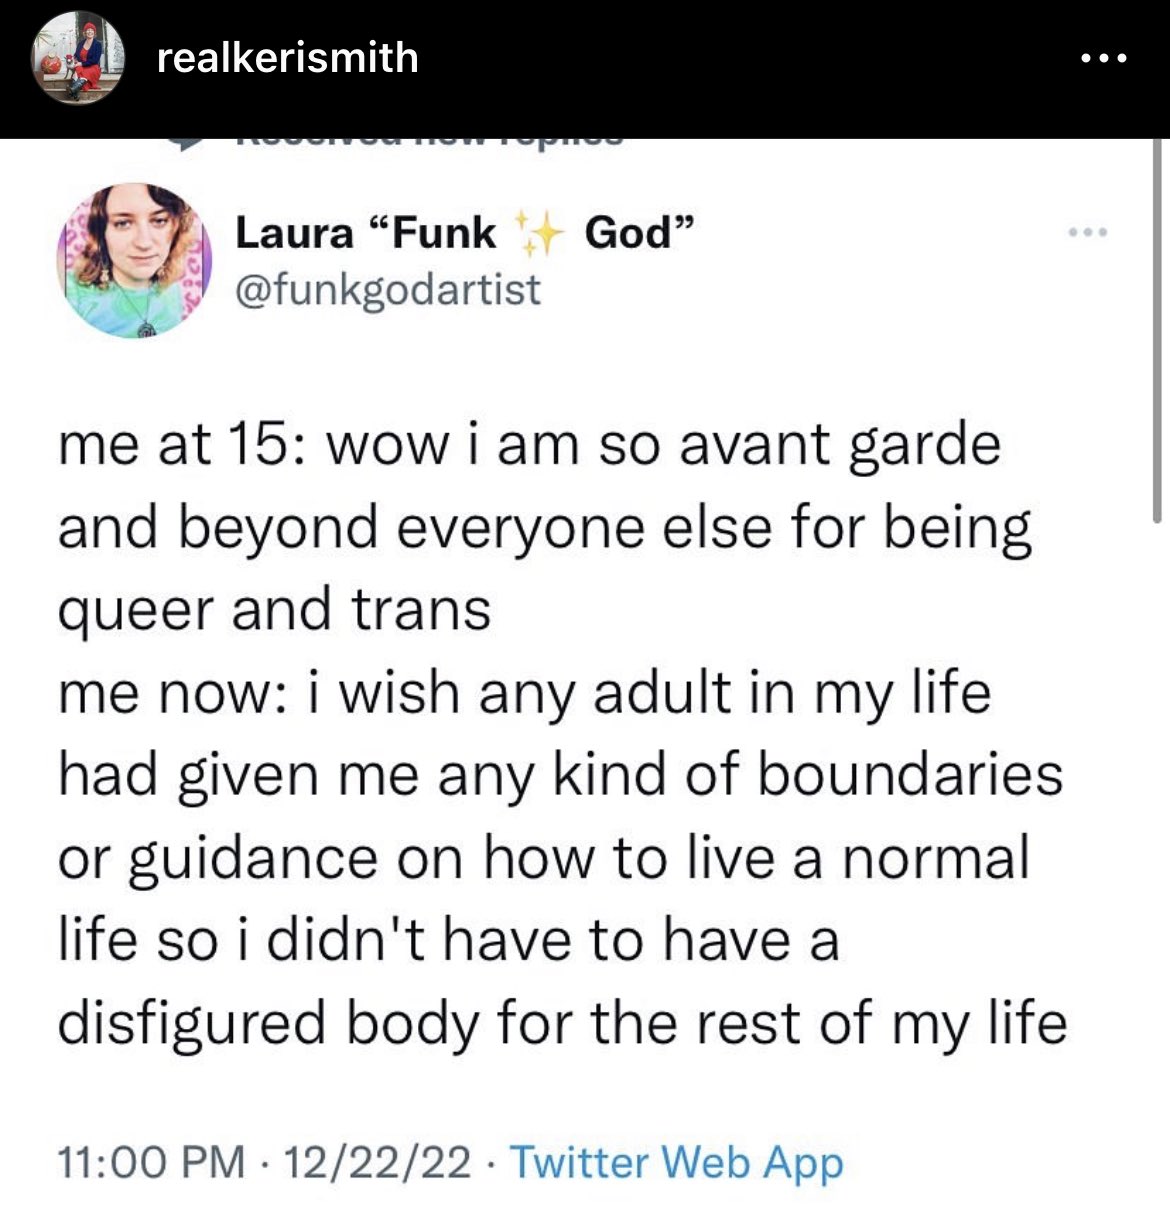 realkerismith
Received new replies
Laura “Funk ✨ God”
@funkgodartist
me at 15: wow i am so avant garde
and beyond everyone else for being
queer and trans
me now: i wish any adult in my life
had given me any kind of boundaries
or guidance on how to live a normal
life so i didn't have to have a
disfigured body for the rest of my life
11:00 PM · 12/22/22 · Twitter Web App